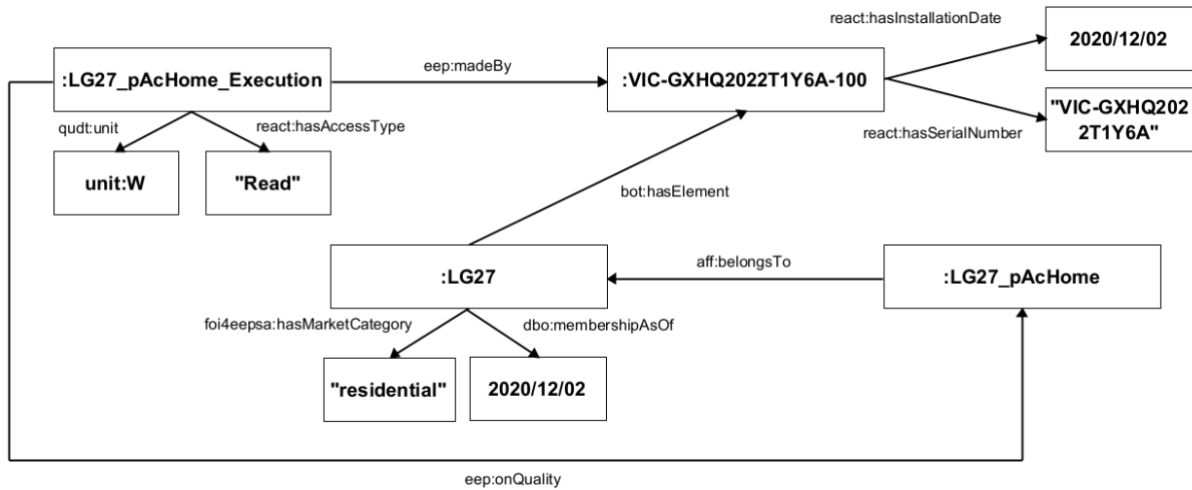 react:hasInstallationDate
2020/12/02
:LG27_pAcHome_Execution
eep:madeBy
:VIC-GXHQ2022T1Y6A-100
"VIC-GXHQ202
2T1Y6A"
react:hasSerialNumber
qudt:unit
react:hasAccessType
unit:W
"Read"
bot:hasElement
:LG27
aff:belongsTo
:LG27_pAcHome
foi4eepsa:hasMarketCategory
dbo:membershipAsOf
"residential"
2020/12/02
eep:onQuality